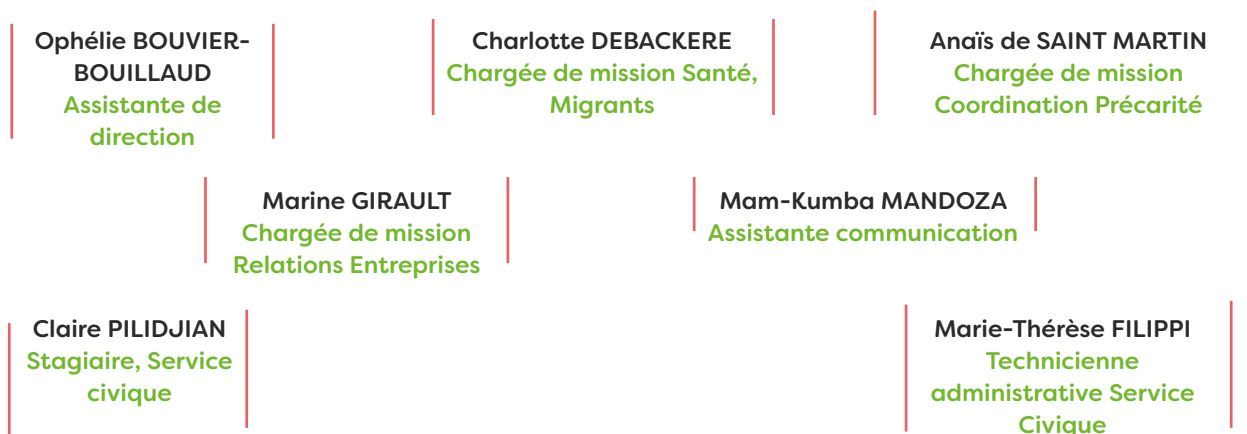 Ophélie BOUVIER-
BOUILLAUD
Assistante de
direction
Charlotte DEBACKERE
Chargée de mission Santé,
Migrants
Anaïs de SAINT MARTIN
Chargée de mission
Coordination Précarité
Marine GIRAULT
Chargée de mission
Relations Entreprises
Mam-Kumba MANDOZA
Assistante communication
Claire PILIDJIAN
Stagiaire, Service
civique
Marie-Thérèse FILIPPI
Technicienne
administrative Service
Civique